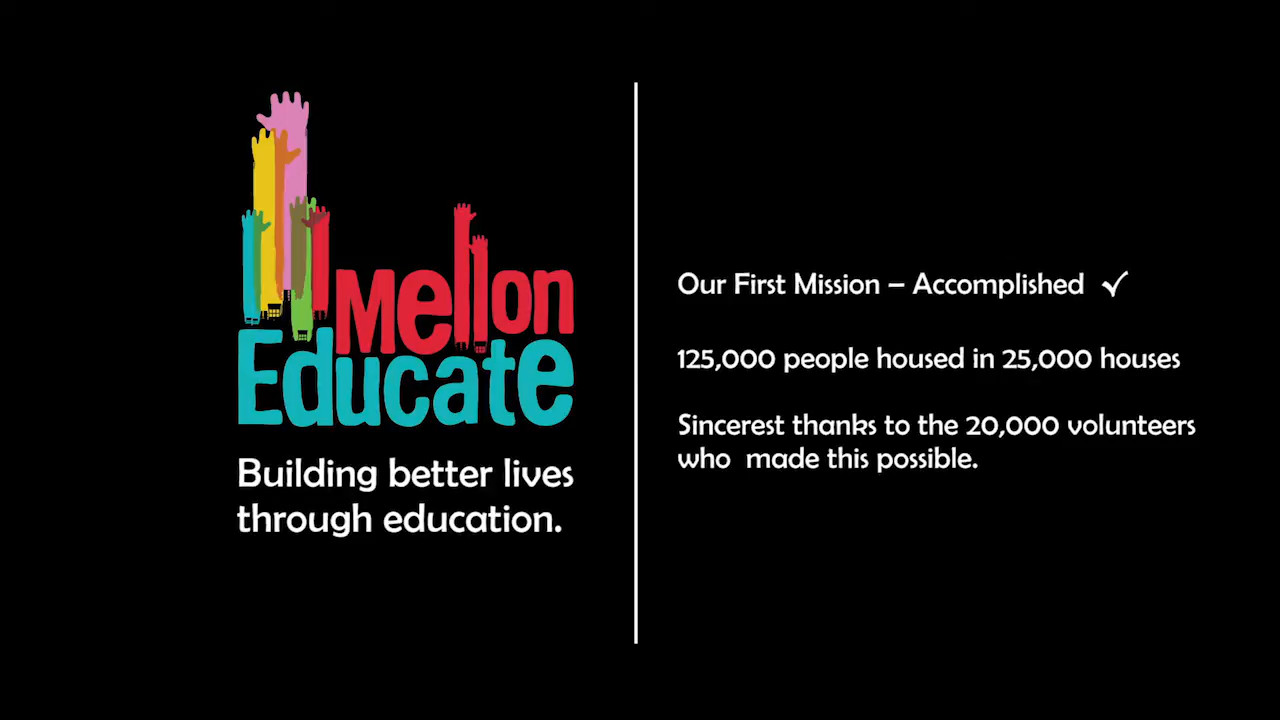 Mellon
Educate
Building better lives
through education.
Our First Mission – Accomplished ✓
125,000 people housed in 25,000 houses
Sincerest thanks to the 20,000 volunteers
who made this possible.